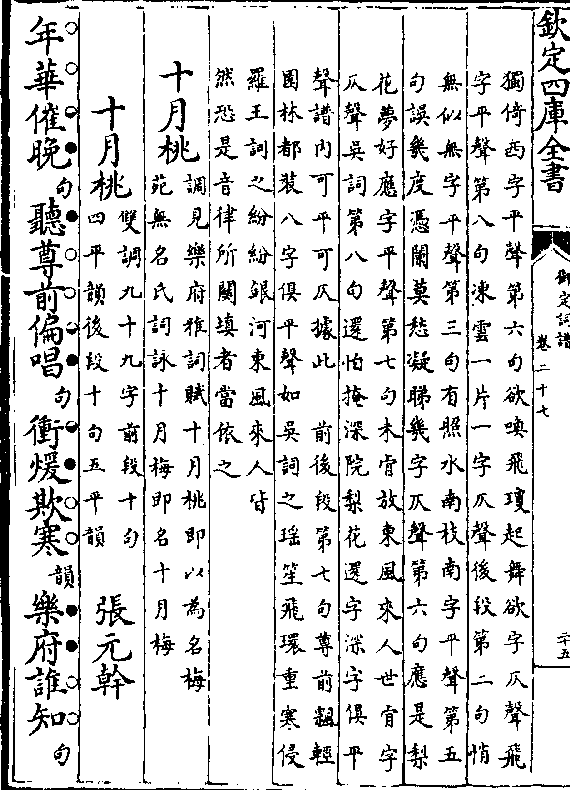 欽定四庫全書
御定詞譜
卷二十七
二十五
獨倚西字平聲第六句欲喚飛瓊起舞欲字仄聲飛
字平聲第八句凍雲一片一字仄聲後段第二句悄
無似無字平聲第三句有照水南枝南字平聲第五
句誤幾度憑闌莫愁凝睇幾字仄聲第六句應是梨
花夢好應字平聲第七句未肯放東風來人世肯字
仄聲吳詞第八句還怕掩深院梨花還字深字俱平
聲譜内可平可仄據此 前後段第七句尊前飜輕
園林都裝八字俱平聲如吳詞之瑶笙飛環重寒侵
羅王詞之紛紛銀河東風來人皆
然恐是音律所闗填者當依之
十月桃
調見樂府雅詞賦十月桃即以為名梅
苑無名氏詞詠十月梅即名十月梅
十月桃
雙調九十九字前段十句
四平韻後段十句五平韻
張元幹
年華催晚句聽尊前偏唱句衝煖欺寒韻樂府誰知句